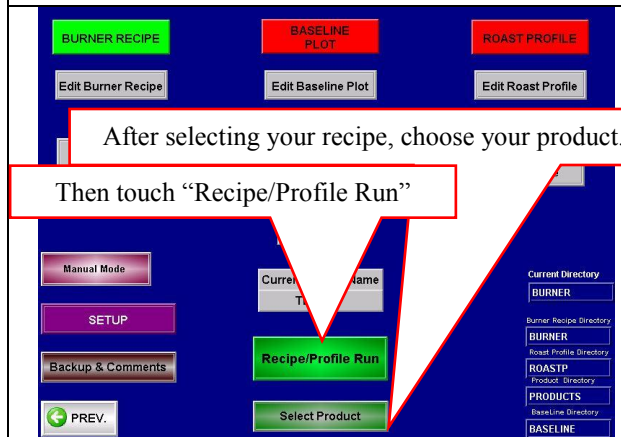 BURNER RECIPE
BASELINE
PLOT
ROAST PROFILE
Edit Burner Recipe
Edit Baseline Plot
Edit Roast Profile
After selecting your recipe, choose your product.
Then touch “Recipe/Profile Run”
Manual Mode
SETUP
Backup & Comments
PREV.
Recipe/Profile Run
Select Product
Current Directory
BURNER
Burner Recipe Directory
BURNER
Roast Profile Directory
ROASTP
Product Directory
PRODUCTS
BaseLine Directory
BASELINE